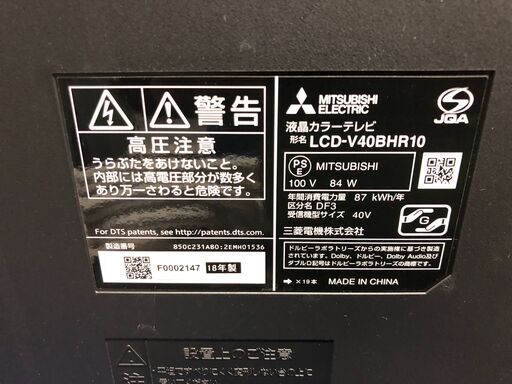 警告
高圧注意
うらぶたをあけないこと。
内部には高電圧部分が数多く
あり万一さわると危険です。
For DTS patents, see http://patents.dts.com.
製造番号 850C231A80:2EMH01536
F0002147 18年製
MITSUBISHI
ELECTRIC
JQA
液晶カラーテレビ
形名 LCD-V40BHR10
PS
E
MITSUBISHI
100 V 84 W
年間消費電力量 87 kWh/年
区分名 DF3
受信機型サイズ 40V
G
三菱電機株式会社
ドルビーラボラトリーズからの実施権に基づき製造
されています。Dolby、ドルビー、Dolby Audio及び
ダブルD記号はドルビーラボラトリーズの商標です。
→ ×19本 MADE IN CHINA
設置上のご注意